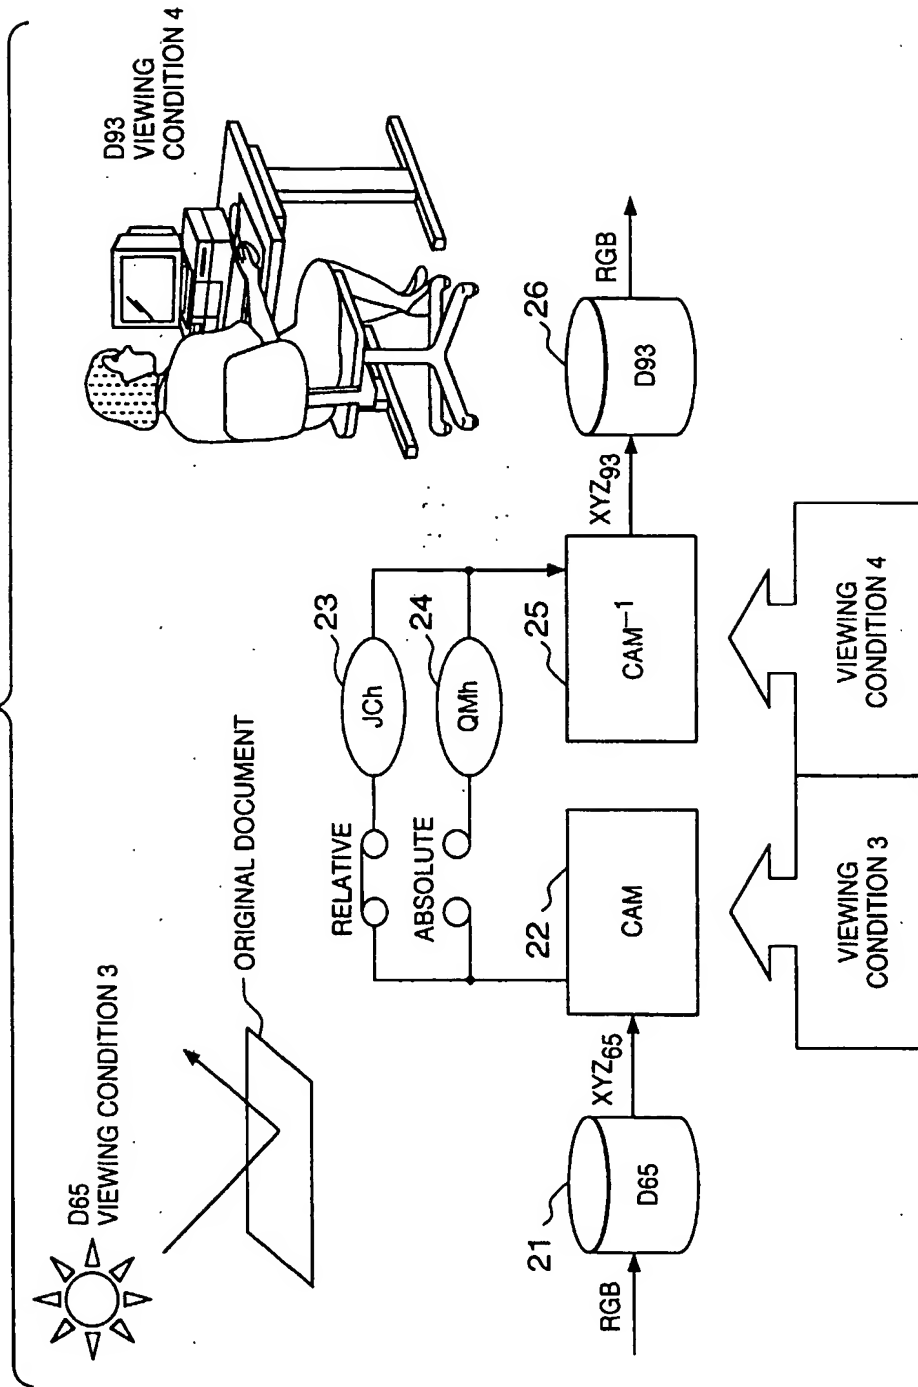 D65
VIEWING CONDITION 3
ORIGINAL DOCUMENT
D93
VIEWING
CONDITION 4
RELATIVE
JCh
23
ABSOLUTE
QMh
24
RGB
21
D65
XYZ65
22
CAM
25
CAM⁻¹
XYZ93
26
D93
RGB
VIEWING
CONDITION 3
VIEWING
CONDITION 4